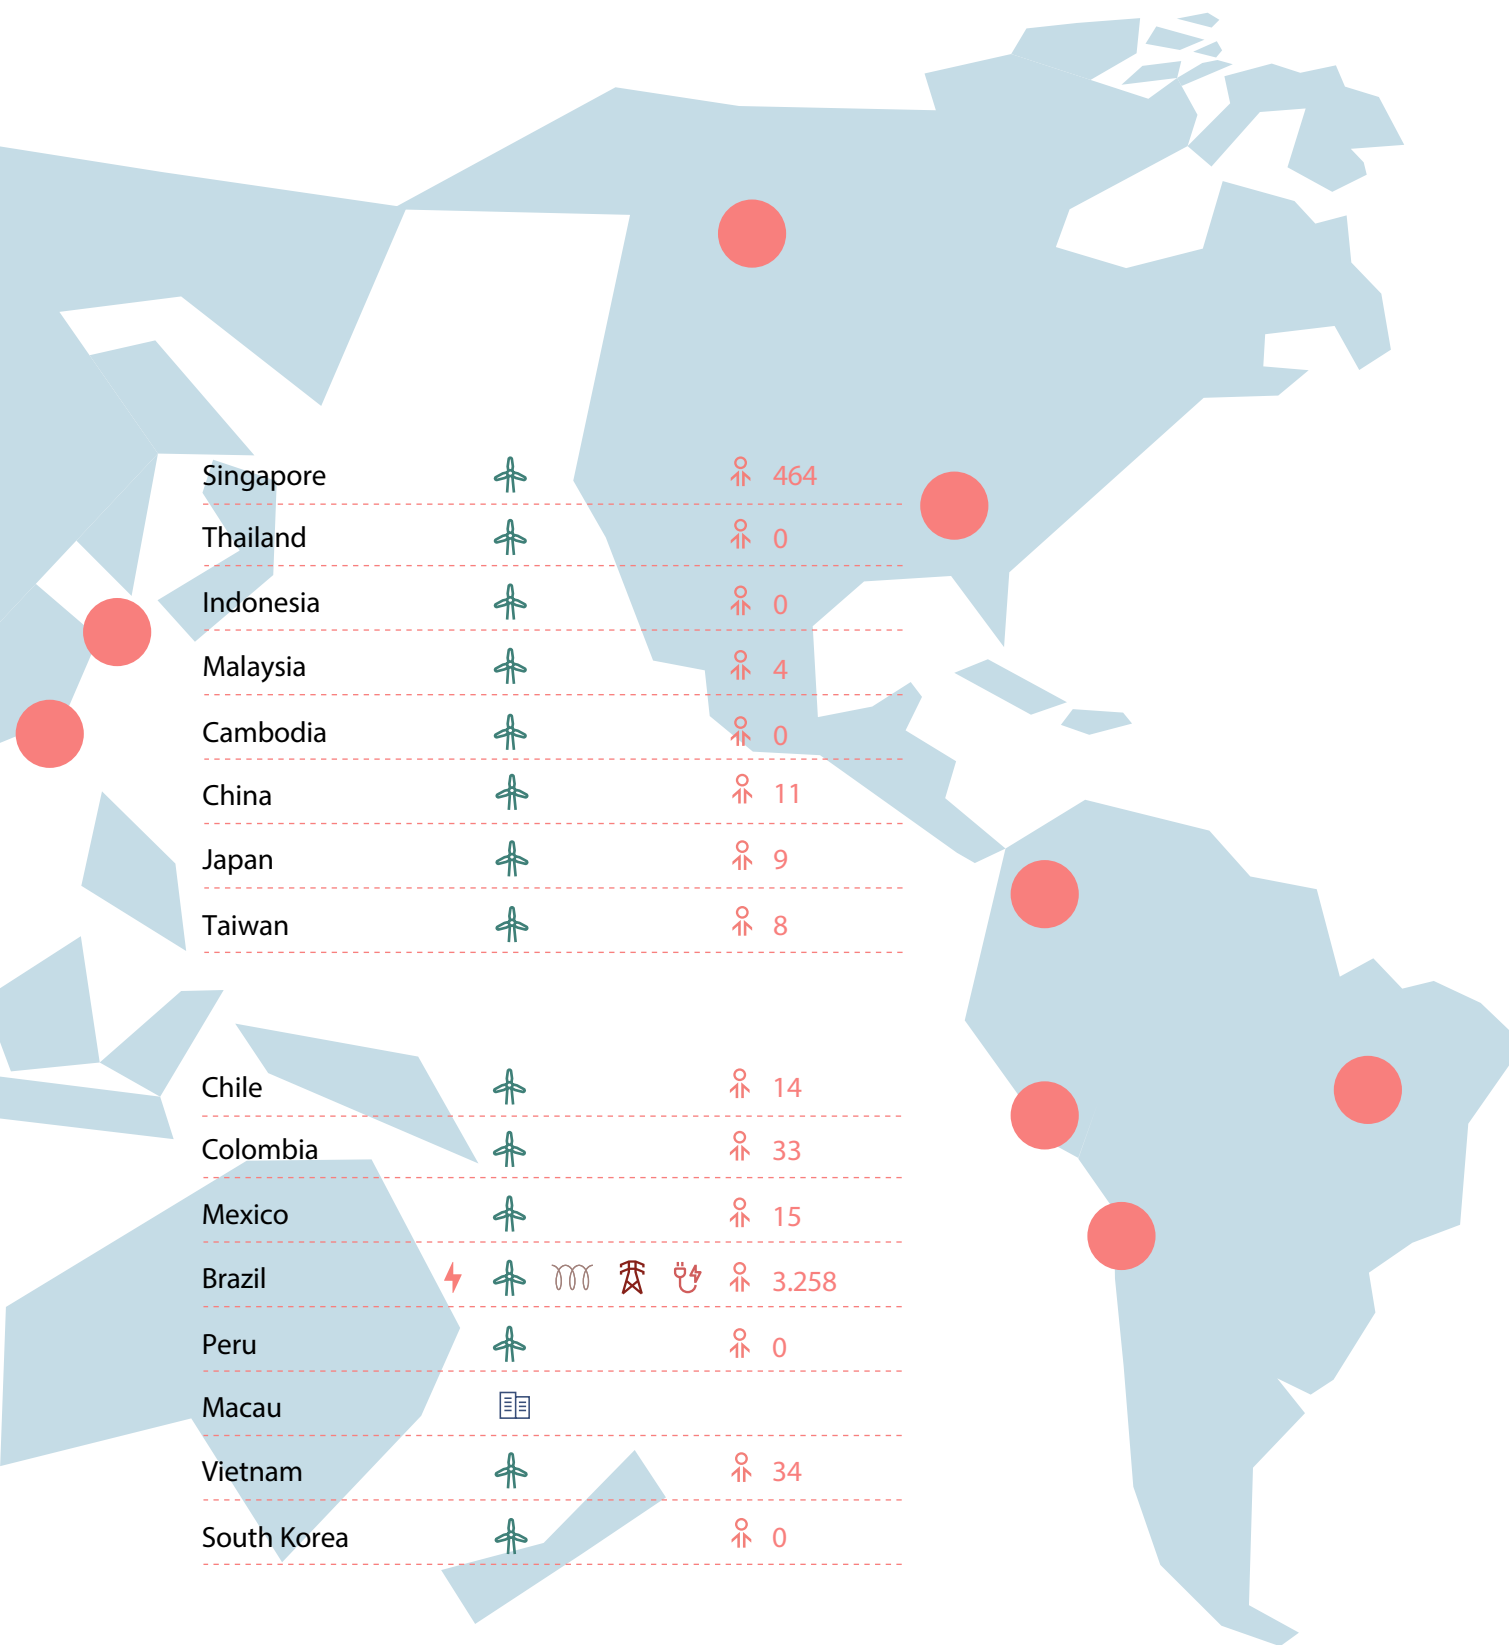 Singapore 464
Thailand 0
Indonesia 0
Malaysia 4
Cambodia 0
China 11
Japan 9
Taiwan 8
Chile 14
Colombia 33
Mexico 15
Brazil 3.258
Peru 0
Macau
Vietnam 34
South Korea 0